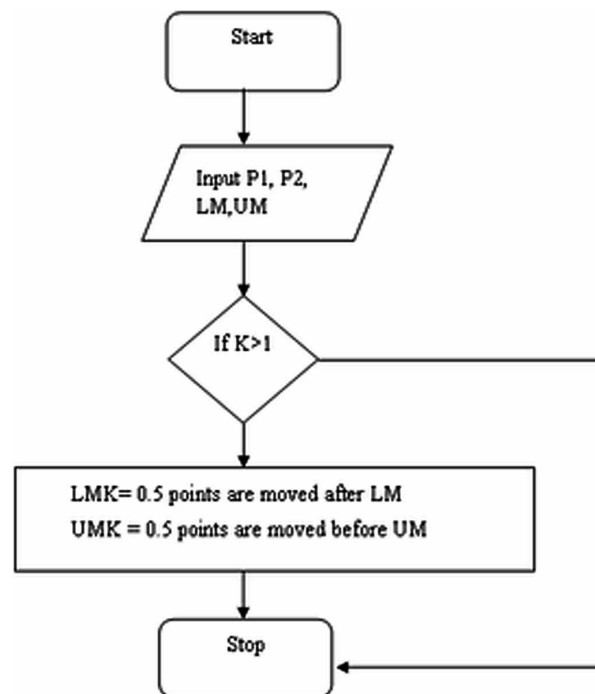 Start
Input P1, P2,
LM,UM
If K>1
LMK= 0.5 points are moved after LM
UMK = 0.5 points are moved before UM
Stop